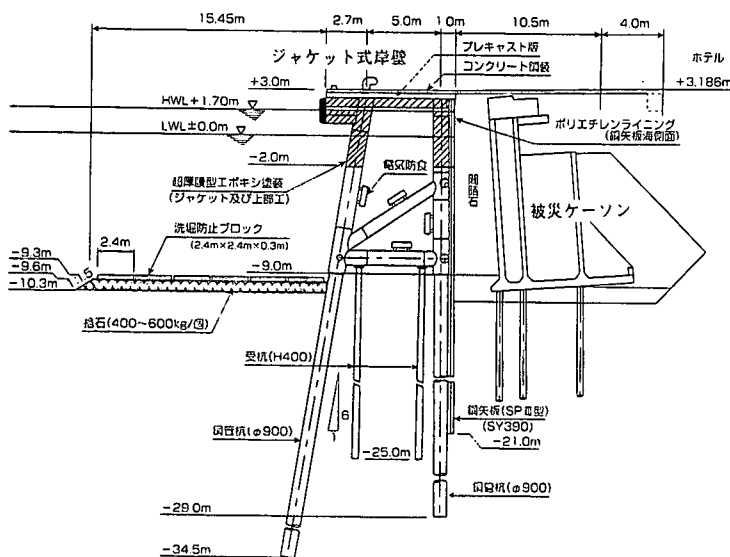 15.45m
2.7m
5.0m
1.0m
10.5m
4.0m
ジャケット式岸壁
プレキャスト版
コンクリート舗装
ホテル
+3.0m
+3.186m
HWL+1.70m
LWL±0.0m
ポリエチレンライニング
(鋼矢板海側面)
-2.0m
超厚膜型エポキシ塗装
(ジャケット及び上部工)
電気防食
間詰石
被災ケーソン
洗掘防止ブロック
(2.4m×2.4m×0.3m)
2.4m
-9.3m
-9.6m
-10.3m
-9.0m
捨石(400~600kg/個)
受杭(H400)
6
1
鋼管杭(φ900)
鋼矢板(SPⅢ型)
(SY390)
-21.0m
-25.0m
鋼管杭(φ900)
-29.0m
-34.5m